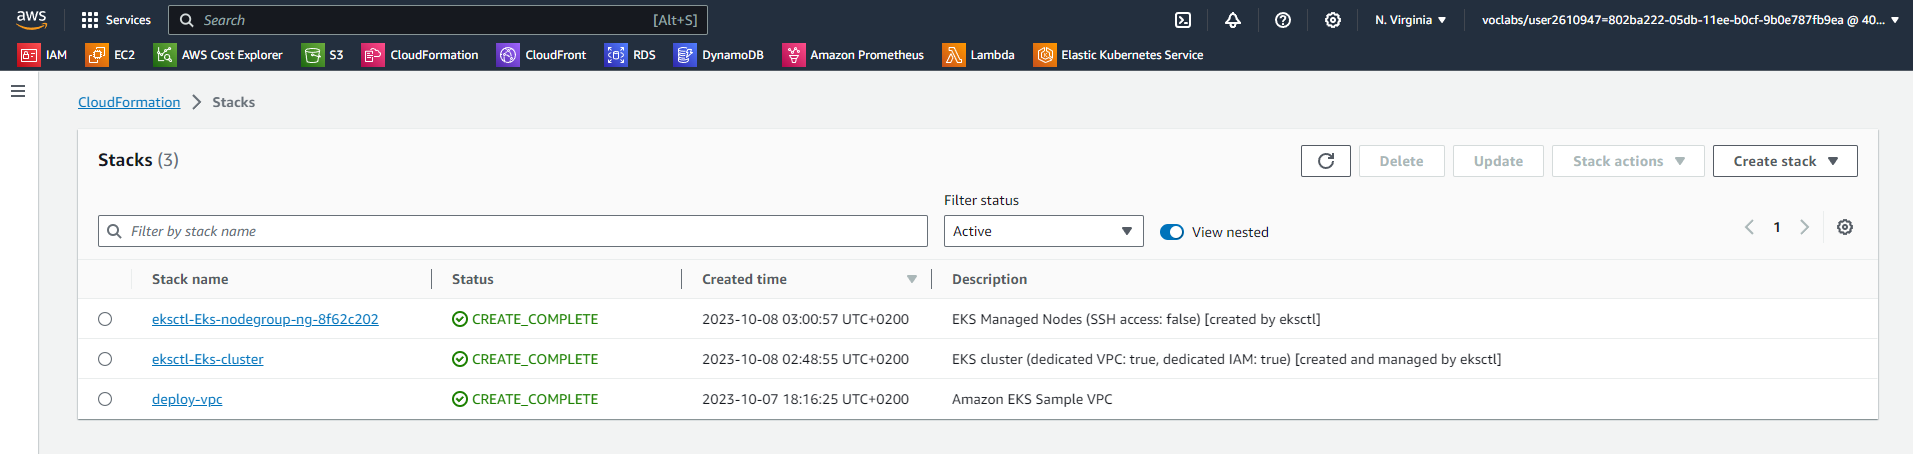 aws Services Search [Alt+S] N. Virginia voclabs/user2610947=802ba222-05db-11ee-b0cf-9b0e787fb9ea @ 40...
IAM EC2 AWS Cost Explorer S3 CloudFormation CloudFront RDS DynamoDB Amazon Prometheus Lambda Elastic Kubernetes Service
CloudFormation Stacks
Stacks (3) Delete Update Stack actions Create stack
Filter status
Filter by stack name Active View nested 1
Stack name Status Created time Description
eksctl-Eks-nodegroup-ng-8f62c202 CREATE_COMPLETE 2023-10-08 03:00:57 UTC+0200 EKS Managed Nodes (SSH access: false) [created by eksctl]
eksctl-Eks-cluster CREATE_COMPLETE 2023-10-08 02:48:55 UTC+0200 EKS cluster (dedicated VPC: true, dedicated IAM: true) [created and managed by eksctl]
deploy-vpc CREATE_COMPLETE 2023-10-07 18:16:25 UTC+0200 Amazon EKS Sample VPC